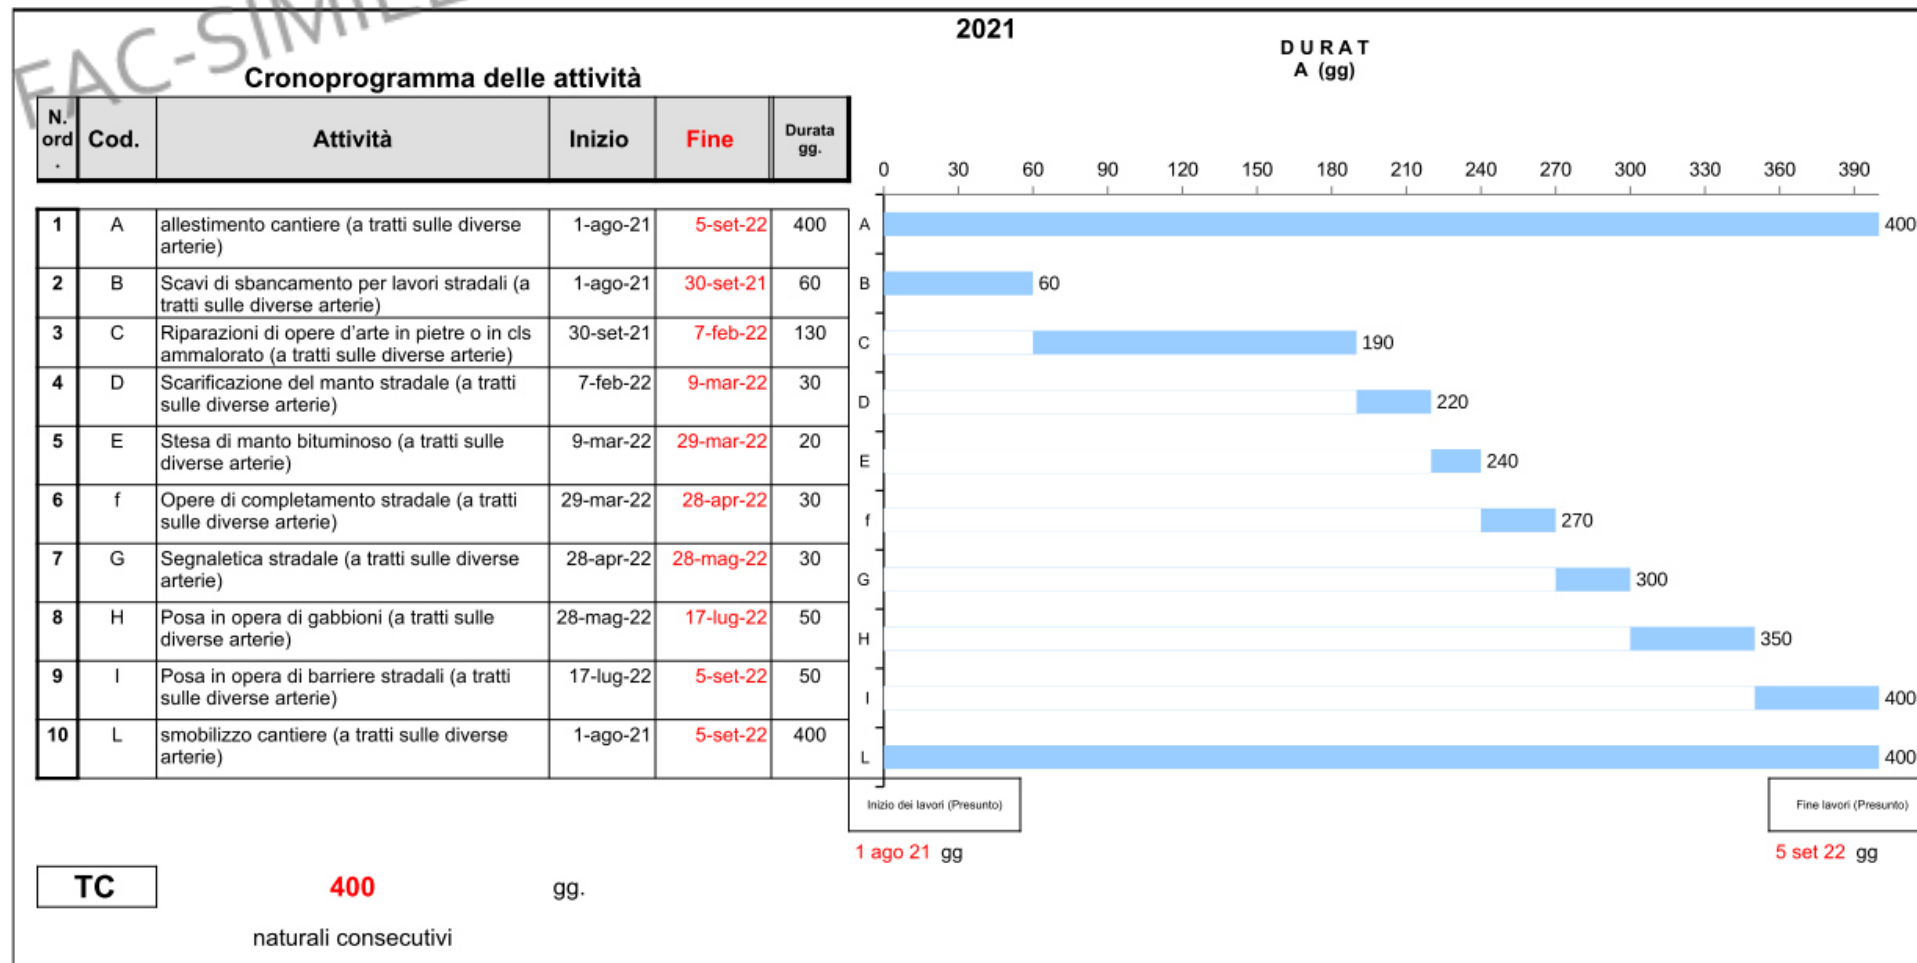 FAC-SIMILE
2021
DURAT
A (gg)
Cronoprogramma delle attività
N.
ord
.
Cod.
Attività
Inizio
Fine
Durata
gg.
0 30 60 90 120 150 180 210 240 270 300 330 360 390
1 A allestimento cantiere (a tratti sulle diverse 1-ago-21 5-set-22 400 A 400
arterie)
2 B Scavi di sbancamento per lavori stradali (a 1-ago-21 30-set-21 60 B 60
tratti sulle diverse arterie)
3 C Riparazioni di opere d'arte in pietre o in cls 30-set-21 7-feb-22 130 C 190
ammalorato (a tratti sulle diverse arterie)
4 D Scarificazione del manto stradale (a tratti 7-feb-22 9-mar-22 30 D 220
sulle diverse arterie)
5 E Stesa di manto bituminoso (a tratti sulle 9-mar-22 29-mar-22 20 E 240
diverse arterie)
6 f Opere di completamento stradale (a tratti 29-mar-22 28-apr-22 30 f 270
sulle diverse arterie)
7 G Segnaletica stradale (a tratti sulle diverse 28-apr-22 28-mag-22 30 G 300
arterie)
8 H Posa in opera di gabbioni (a tratti sulle 28-mag-22 17-lug-22 50 H 350
diverse arterie)
9 I Posa in opera di barriere stradali (a tratti 17-lug-22 5-set-22 50 I 400
sulle diverse arterie)
10 L smobilizzo cantiere (a tratti sulle diverse 1-ago-21 5-set-22 400 L 400
arterie)
Inizio dei lavori (Presunto)
Fine lavori (Presunto)
1 ago 21 gg
5 set 22 gg
TC 400 gg.
naturali consecutivi